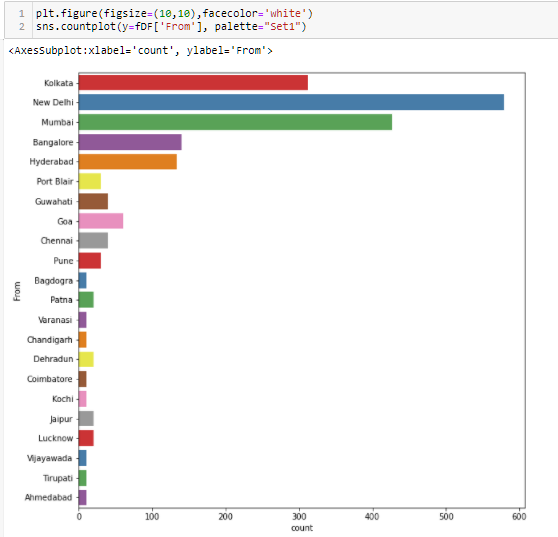 1 plt.figure(figsize=(10,10),facecolor='white')
2 sns.countplot(y=fDF['From'], palette="Set1")
<AxesSubplot:xlabel='count', ylabel='From'>
Kolkata
New Delhi
Mumbai
Bangalore
Hyderabad
Port Blair
Guwahati
Goa
Chennai
Pune
Bagdogra
Patna
Varanasi
Chandigarh
Dehradun
Coimbatore
Kochi
Jaipur
Lucknow
Vijayawada
Tirupati
Ahmedabad
From
0 100 200 300 400 500 600
count